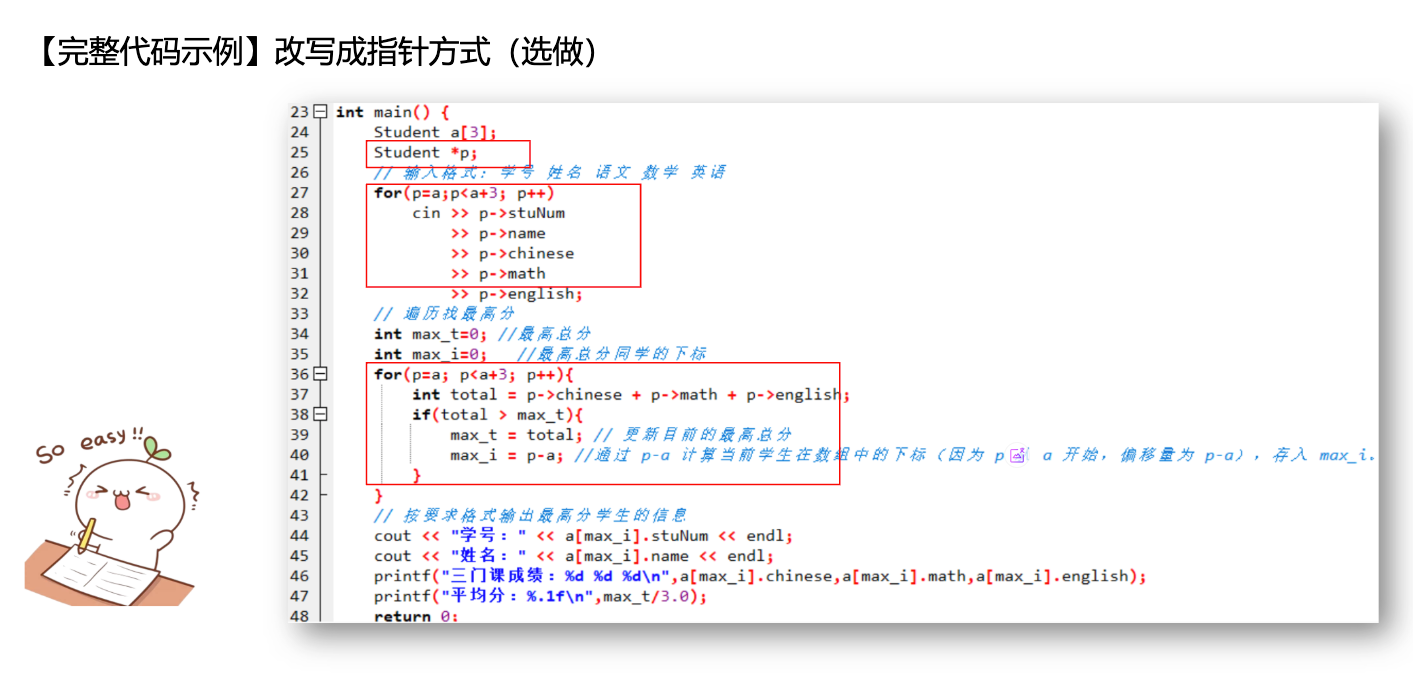 【完整代码示例】改写成指针方式（选做）
23 int main() {
24 Student a[3];
25 Student *p;
26 // 输入格式: 学号 姓名 语文 数学 英语
27 for(p=a;p<a+3; p++)
28 cin >> p->stuNum
29 >> p->name
30 >> p->chinese
31 >> p->math
32 >> p->english;
33 // 遍历找最高分
34 int max_t=0; //最高总分
35 int max_i=0; //最高总分同学的下标
36 for(p=a; p<a+3; p++){
37 int total = p->chinese + p->math + p->english;
38 if(total > max_t){
39 max_t = total; // 更新目前的最高总分
40 max_i = p-a; //通过 p-a 计算当前学生在数组中的下标（因为 p a 开始，偏移量为 p-a），存入 max_i.
41 }
42 }
43 // 按要求格式输出最高分学生的信息
44 cout << "学号：" << a[max_i].stuNum << endl;
45 cout << "姓名：" << a[max_i].name << endl;
46 printf("三门课成绩：%d %d %d\n",a[max_i].chinese,a[max_i].math,a[max_i].english);
47 printf("平均分：%.1f\n",max_t/3.0);
48 return 0;
so easy!!